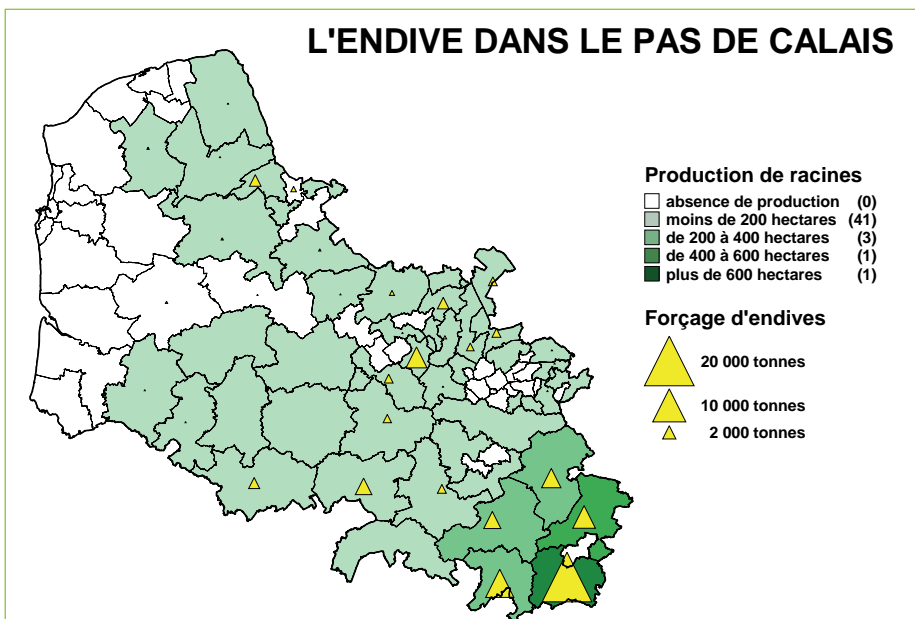 L'ENDIVE DANS LE PAS DE CALAIS
Production de racines
absence de production (0)
moins de 200 hectares (41)
de 200 à 400 hectares (3)
de 400 à 600 hectares (1)
plus de 600 hectares (1)
Forçage d'endives
20 000 tonnes
10 000 tonnes
2 000 tonnes